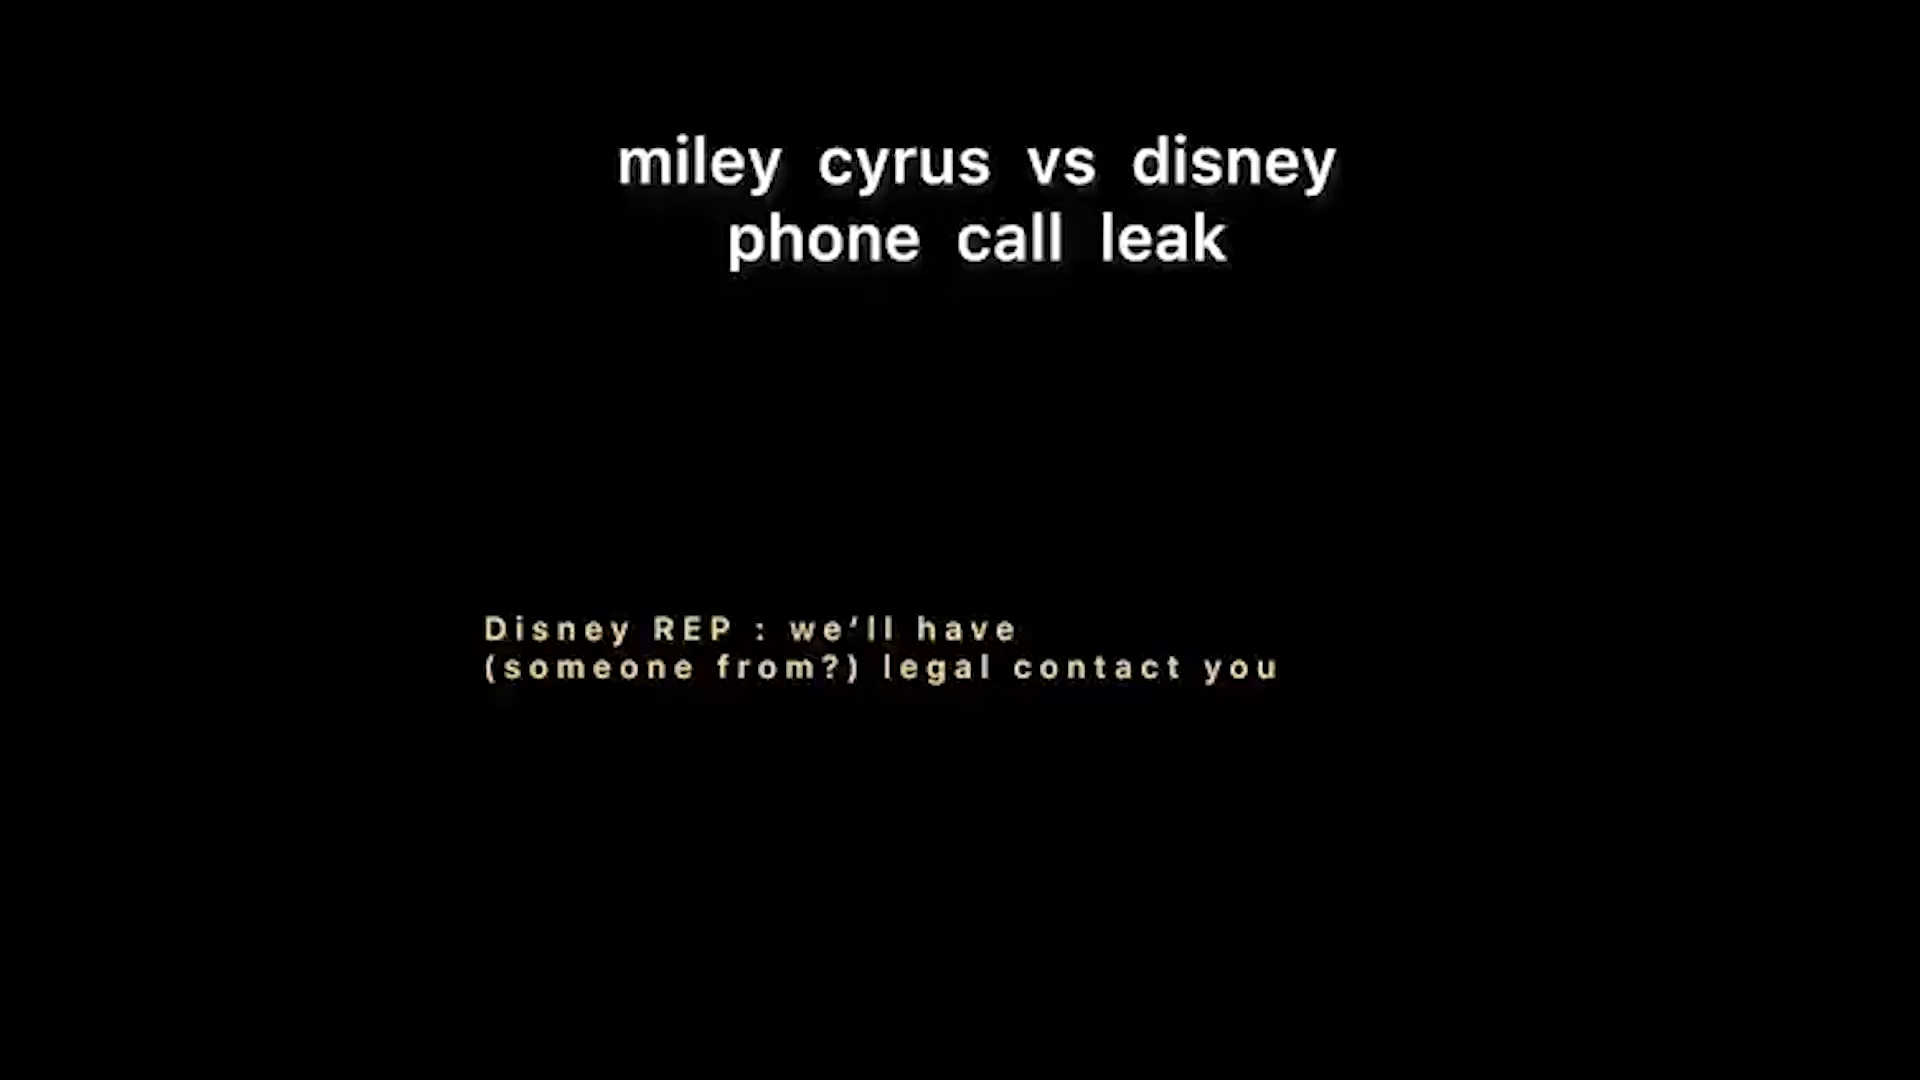 miley cyrus vs disney
phone call leak
Disney REP : we’ll have
(someone from?) legal contact you